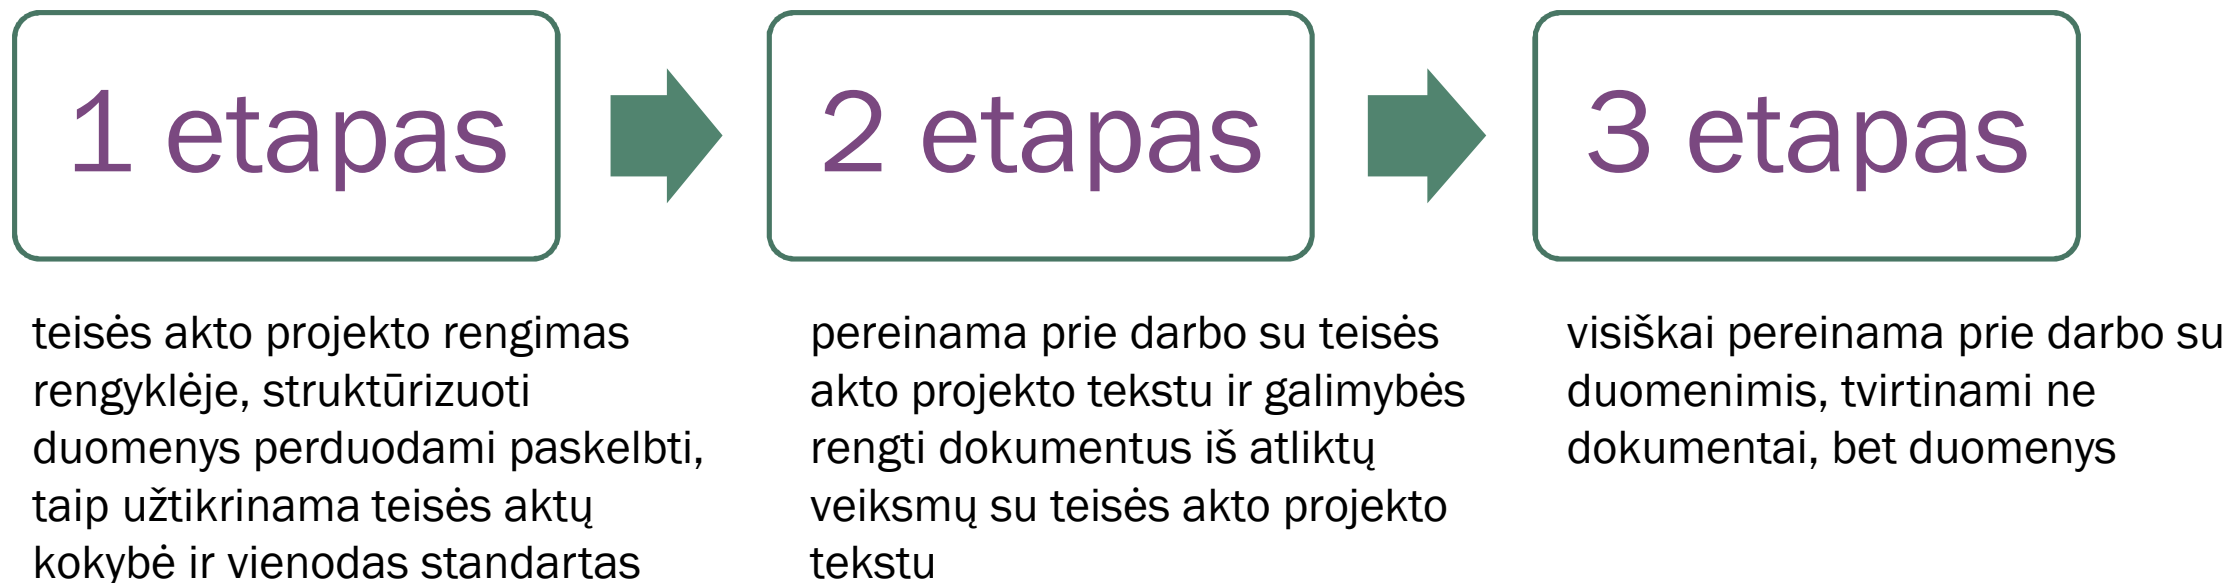 1 etapas
2 etapas
3 etapas
teisės akto projekto rengimas
rengyklėje, struktūrizuoti
duomenys perduodami paskelbti,
taip užtikrinama teisės aktų
kokybė ir vienodas standartas
pereinama prie darbo su teisės
akto projekto tekstu ir galimybės
rengti dokumentus iš atliktų
veiksmų su teisės akto projekto
tekstu
visiškai pereinama prie darbo su
duomenimis, tvirtinami ne
dokumentai, bet duomenys